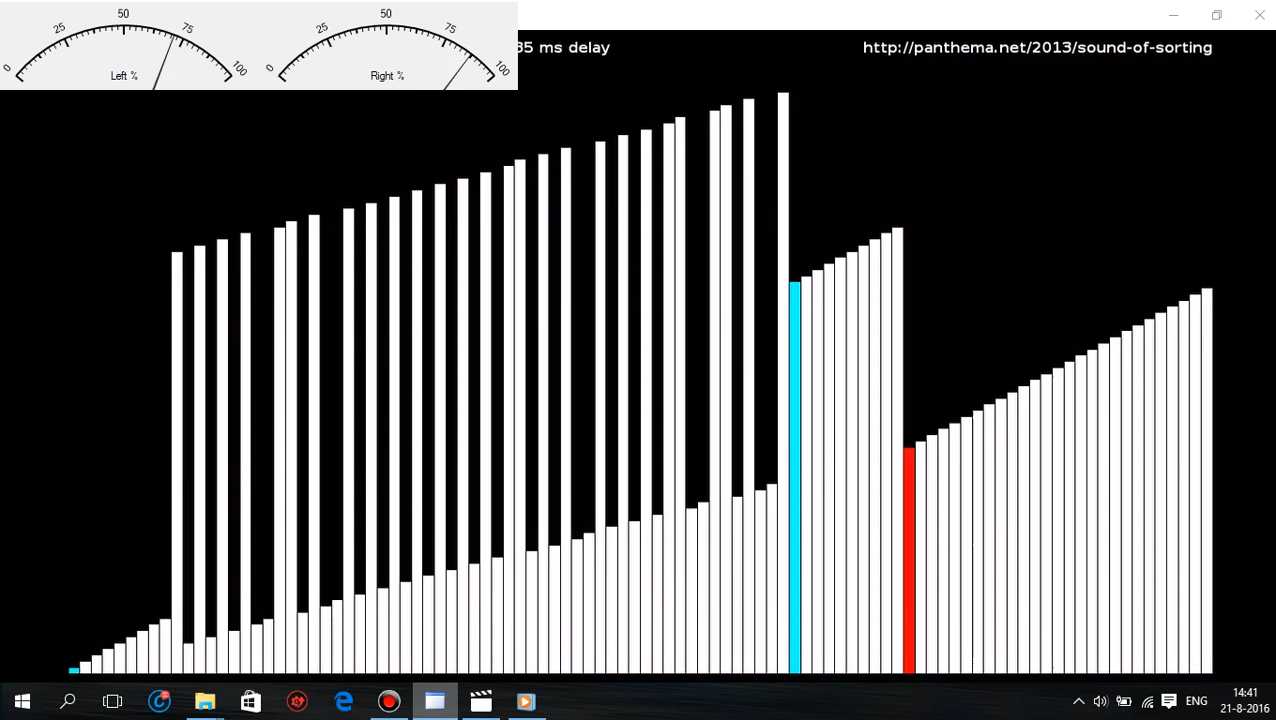 0 25 50 75 100
Left %
0 25 50 75 100
Right %
35 ms delay
http://panthema.net/2013/sound-of-sorting
ENG
14:41
21-8-2016